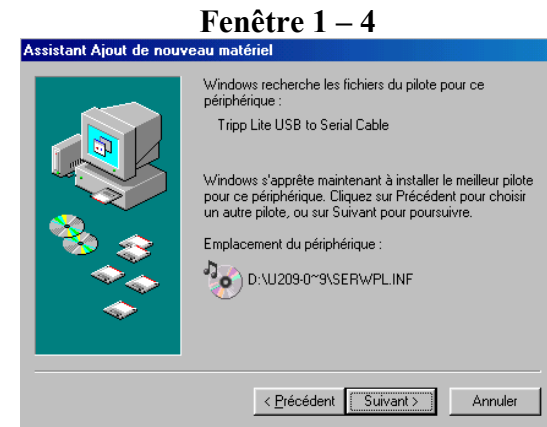 Fenêtre 1 – 4
Assistant Ajout de nouveau matériel
Windows recherche les fichiers du pilote pour ce
périphérique :
Tripp Lite USB to Serial Cable
Windows s'apprête maintenant à installer le meilleur pilote
pour ce périphérique. Cliquez sur Précédent pour choisir
un autre pilote, ou sur Suivant pour poursuivre.
Emplacement du périphérique :
D:\U209-0~9\SERWPL.INF
< Précédent
Suivant >
Annuler